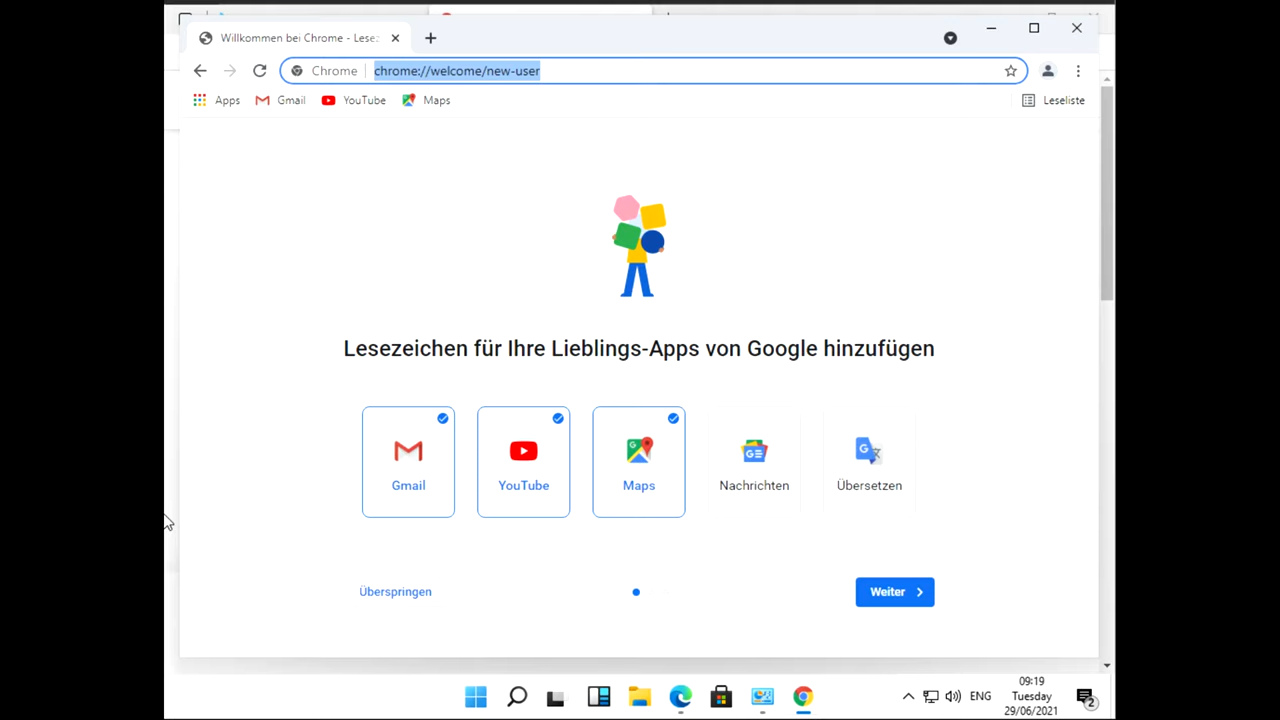 Willkommen bei Chrome - Lese
Chrome | chrome://welcome/new-user
Apps Gmail YouTube Maps Leseliste
Lesezeichen für Ihre Lieblings-Apps von Google hinzufügen
Gmail YouTube Maps Nachrichten Übersetzen
Überspringen Weiter
09:19
ENG Tuesday
29/06/2021 2